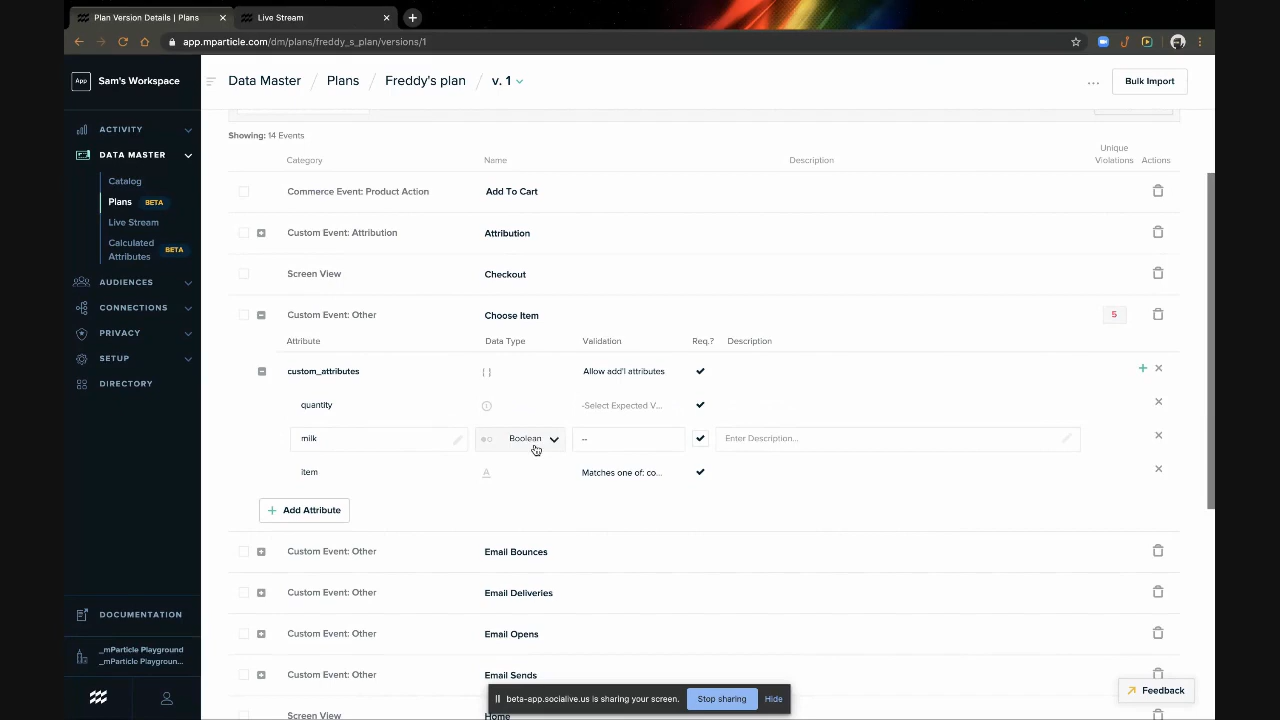 Plan Version Details | Plans
Live Stream
app.mparticle.com/dm/plans/freddy_s_plan/versions/1
App
Sam's Workspace
Data Master / Plans / Freddy's plan / v. 1
... Bulk Import
ACTIVITY
DATA MASTER
Catalog
Plans BETA
Live Stream
Calculated
Attributes
BETA
AUDIENCES
CONNECTIONS
PRIVACY
SETUP
DIRECTORY
DOCUMENTATION
_mParticle Playground
_mParticle Playgroun...
Showing: 14 Events
Category Name Description Unique Violations Actions
Commerce Event: Product Action Add To Cart
Custom Event: Attribution Attribution
Screen View Checkout
Custom Event: Other Choose Item 5
Attribute Data Type Validation Req.? Description
custom_attributes [ ] Allow add'l attributes
quantity -Select Expected V...
milk Boolean -- Enter Description...
item A Matches one of: co...
+ Add Attribute
Custom Event: Other Email Bounces
Custom Event: Other Email Deliveries
Custom Event: Other Email Opens
Custom Event: Other Email Sends
Screen View Home
beta-app.socialive.us is sharing your screen. Stop sharing Hide
Feedback